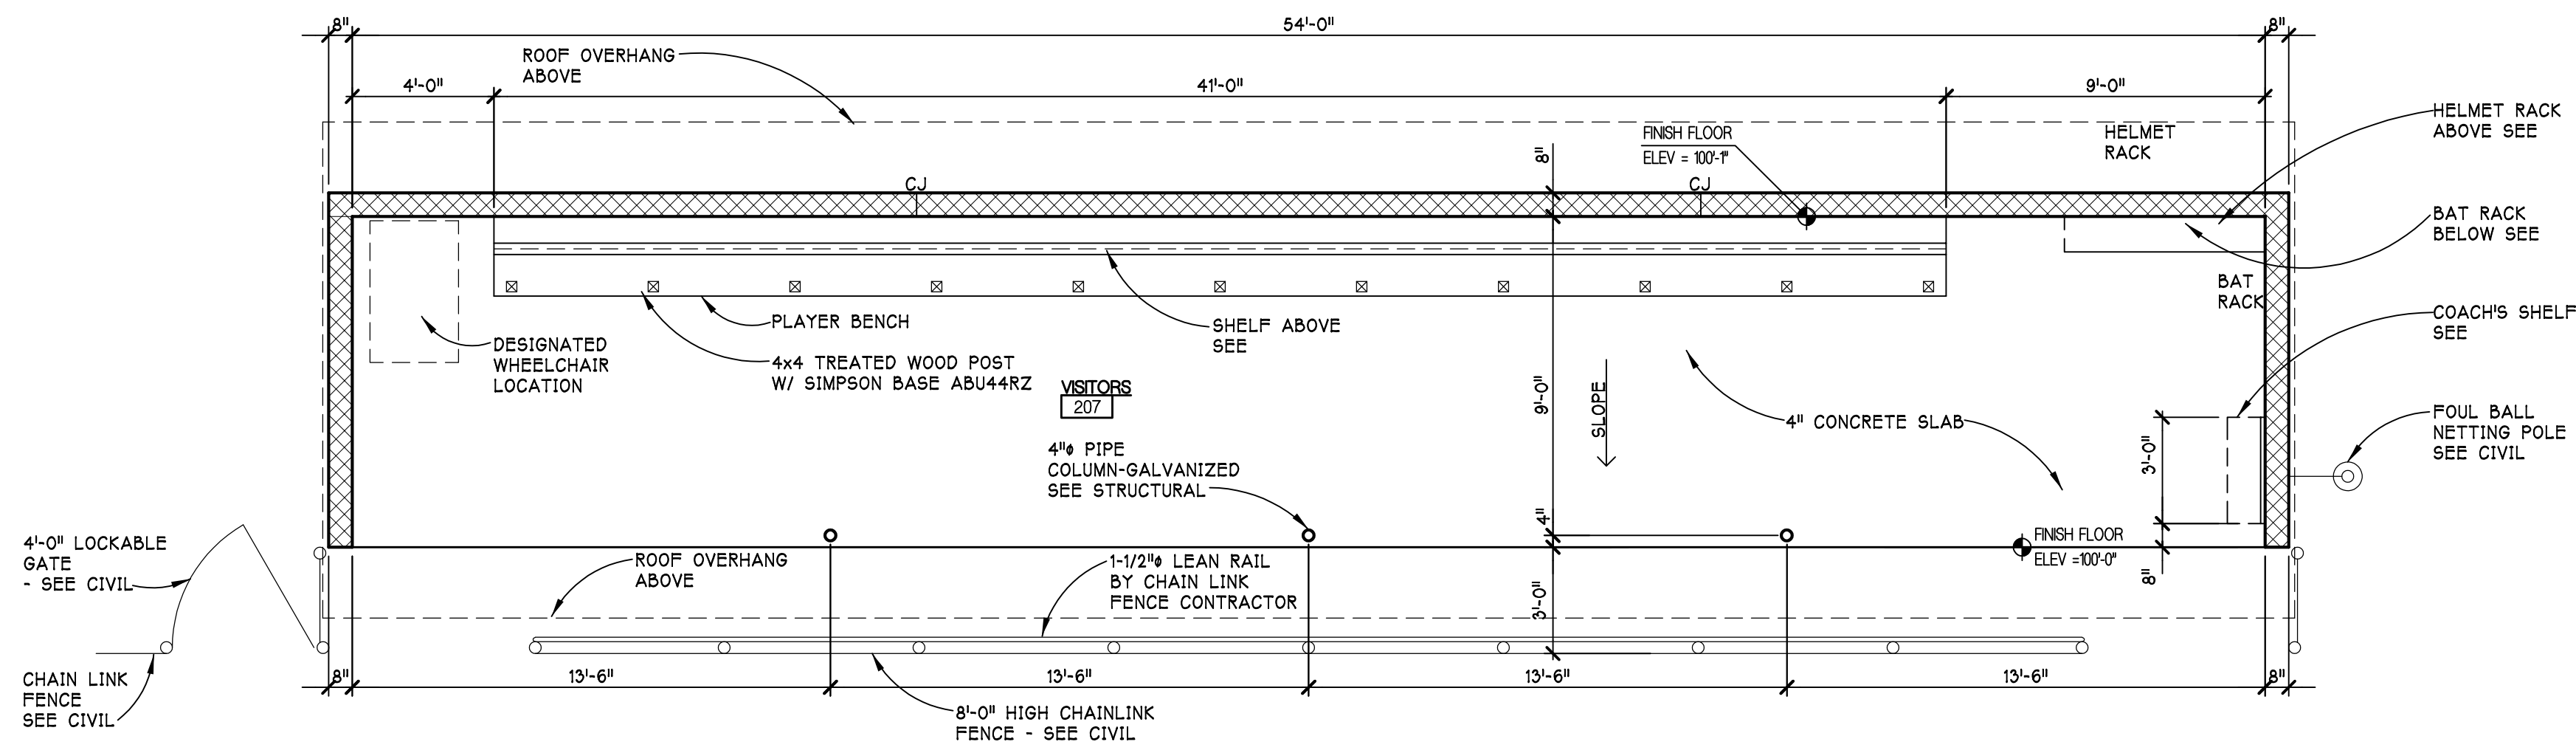 8"
54'-0"
8"
ROOF OVERHANG
ABOVE
4'-0"
41'-0"
9'-0"
HELMET RACK
ABOVE SEE
FINISH FLOOR
ELEV = 100'-1"
HELMET
RACK
8"
CJ
CJ
BAT RACK
BELOW SEE
BAT
RACK
COACH'S SHELF
SEE
PLAYER BENCH
SHELF ABOVE
SEE
DESIGNATED
WHEELCHAIR
LOCATION
4x4 TREATED WOOD POST
W/ SIMPSON BASE ABU44RZ
VISITORS
207
9'-0"
SLOPE
4" CONCRETE SLAB
FOUL BALL
NETTING POLE
SEE CIVIL
3'-0"
4"ø PIPE
COLUMN-GALVANIZED
SEE STRUCTURAL
4"
4'-0" LOCKABLE
GATE
- SEE CIVIL
ROOF OVERHANG
ABOVE
1-1/2"ø LEAN RAIL
BY CHAIN LINK
FENCE CONTRACTOR
FINISH FLOOR
ELEV =100'-0"
8"
3'-0"
CHAIN LINK
FENCE
SEE CIVIL
8"
13'-6"
13'-6"
13'-6"
13'-6"
8"
8'-0" HIGH CHAINLINK
FENCE - SEE CIVIL